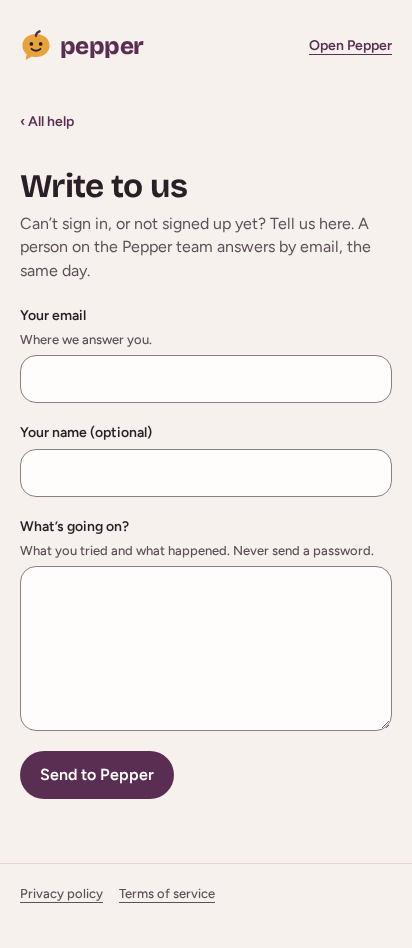 pepper
Open Pepper
‹ All help
Write to us
Can’t sign in, or not signed up yet? Tell us here. A
person on the Pepper team answers by email, the
same day.
Your email
Where we answer you.
Your name (optional)
What’s going on?
What you tried and what happened. Never send a password.
Send to Pepper
Privacy policy
Terms of service